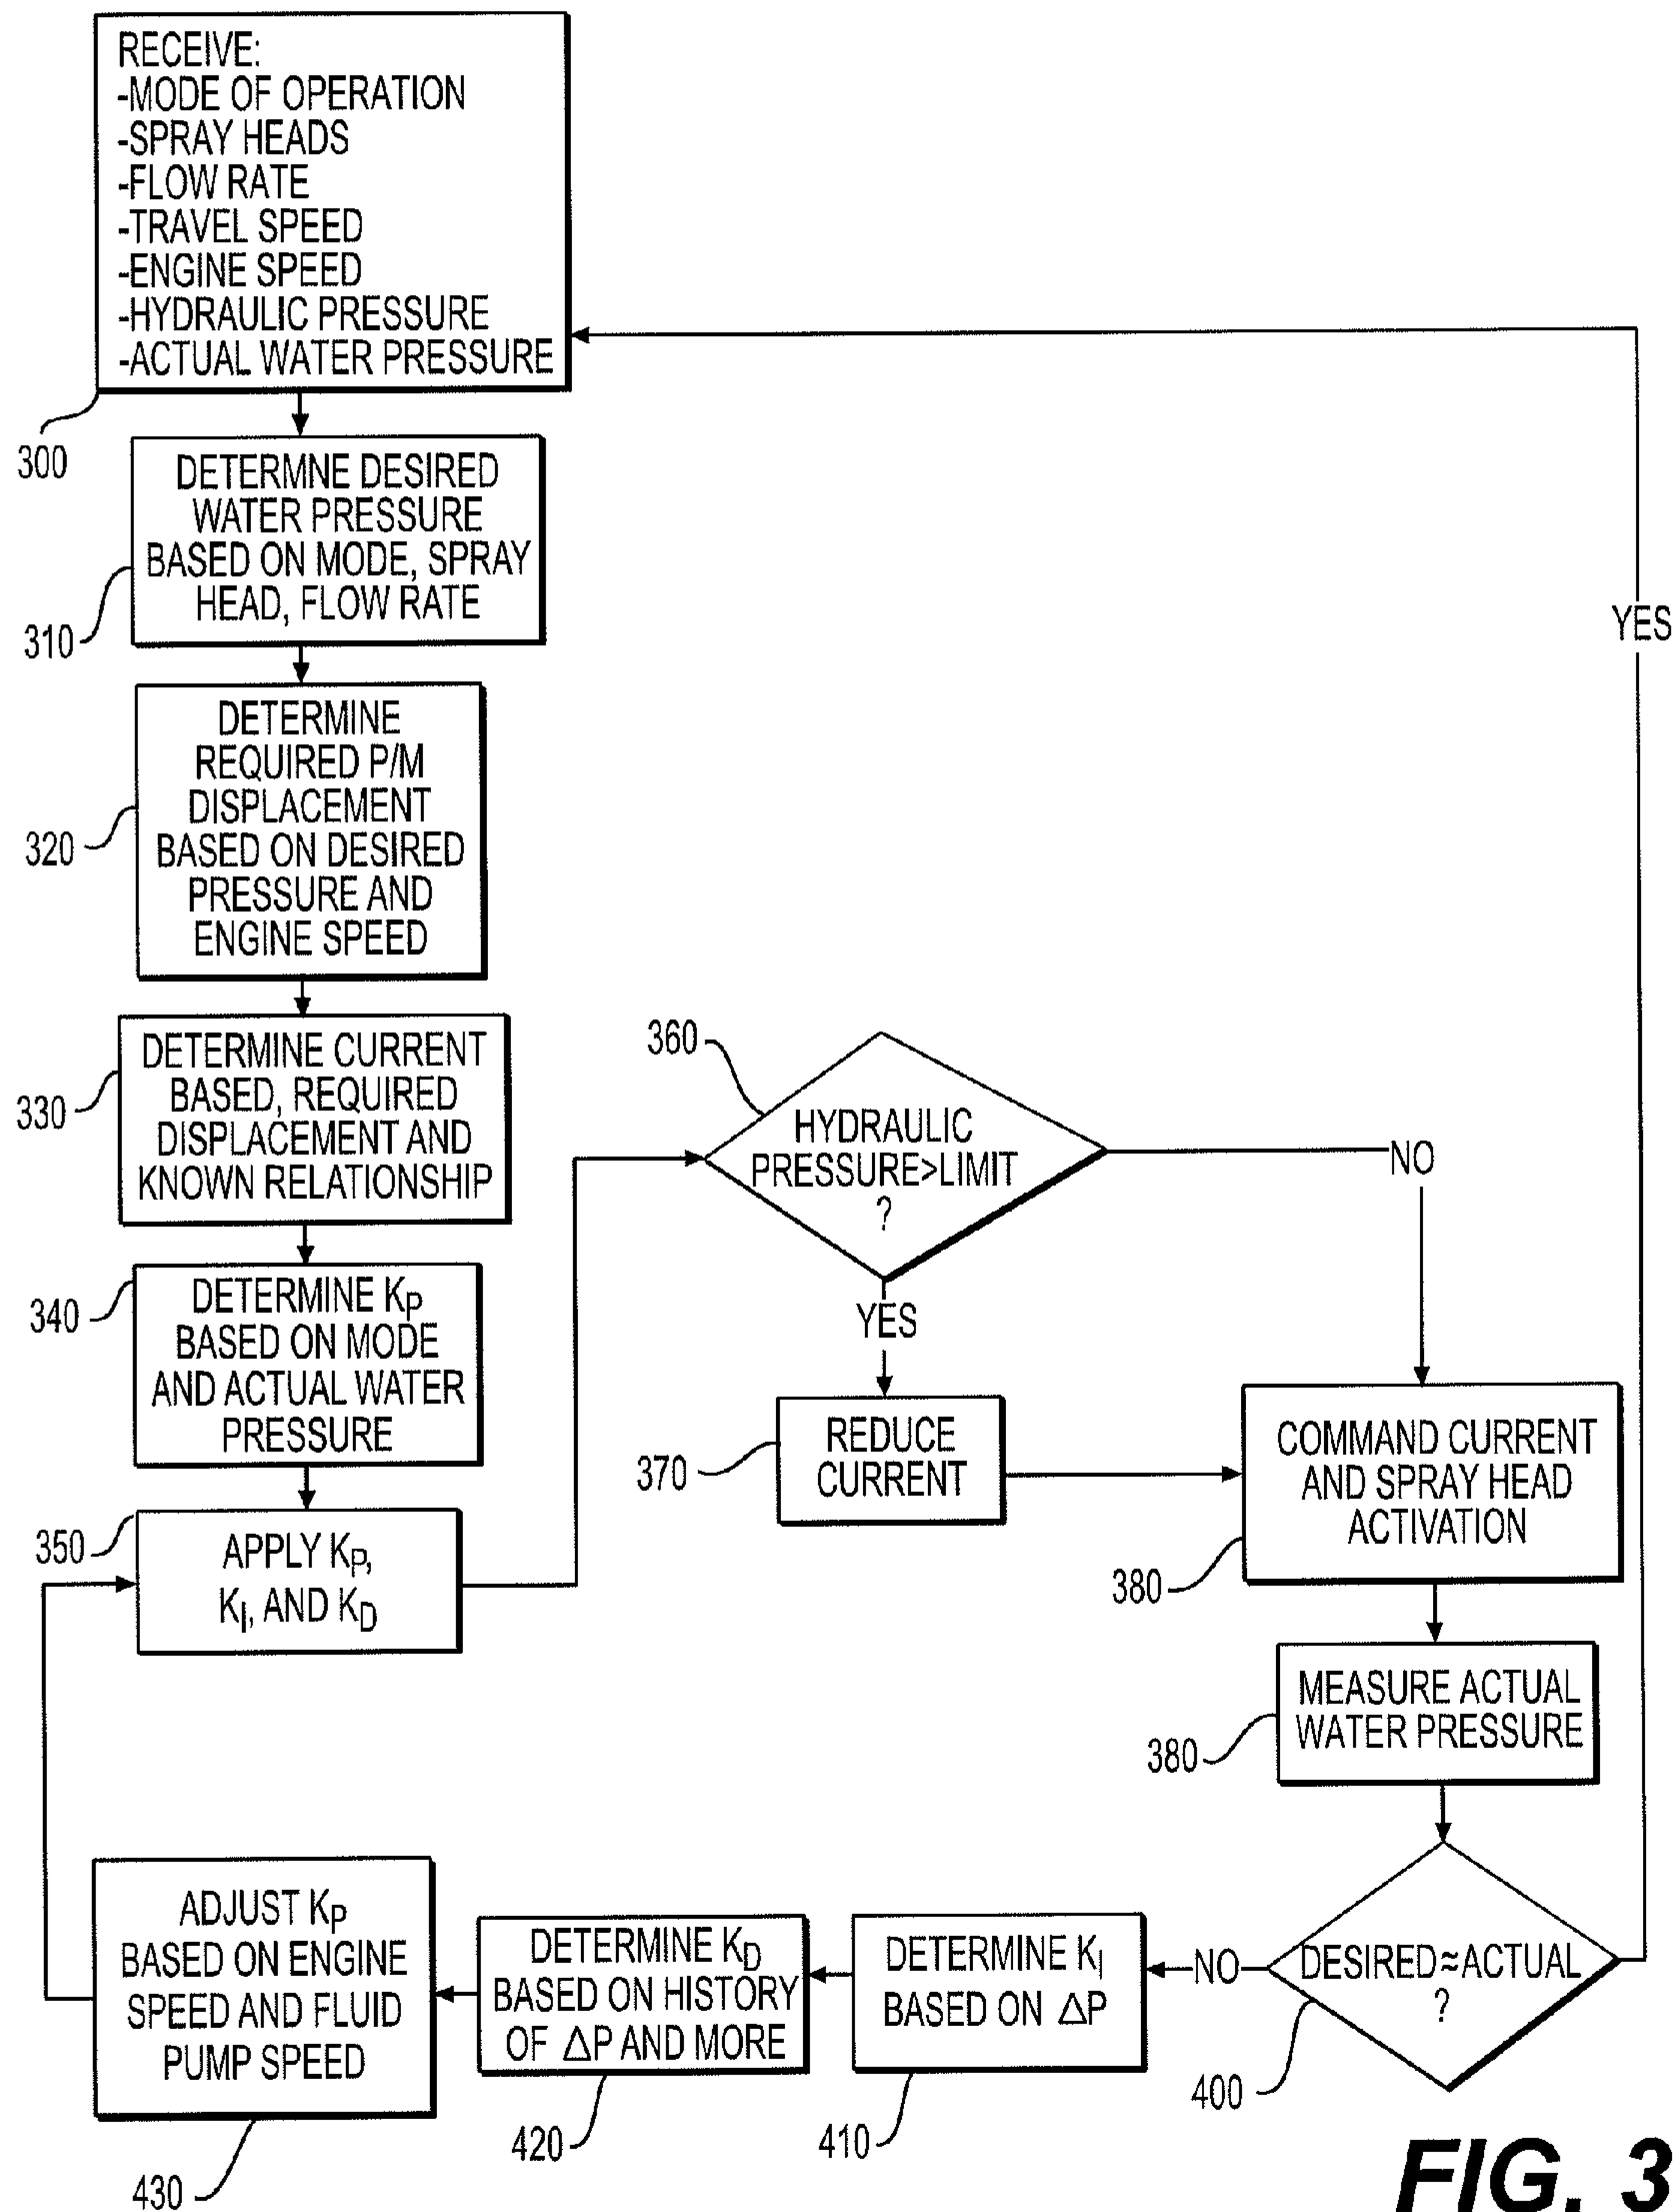 RECEIVE:
-MODE OF OPERATION
-SPRAY HEADS
-FLOW RATE
-TRAVEL SPEED
-ENGINE SPEED
-HYDRAULIC PRESSURE
-ACTUAL WATER PRESSURE
300
DETERMNE DESIRED
WATER PRESSURE
BASED ON MODE, SPRAY
HEAD, FLOW RATE
310
DETERMINE
REQUIRED P/M
DISPLACEMENT
BASED ON DESIRED
PRESSURE AND
ENGINE SPEED
320
DETERMINE CURRENT
BASED, REQUIRED
DISPLACEMENT AND
KNOWN RELATIONSHIP
330
DETERMINE KP
BASED ON MODE
AND ACTUAL WATER
PRESSURE
340
APPLY KP,
KI, AND KD
350
360
HYDRAULIC
PRESSURE>LIMIT
?
NO
YES
REDUCE
CURRENT
370
COMMAND CURRENT
AND SPRAY HEAD
ACTIVATION
380
MEASURE ACTUAL
WATER PRESSURE
380
DESIRED≈ACTUAL
?
400
YES
NO
DETERMINE KI
BASED ON ΔP
410
DETERMINE KD
BASED ON HISTORY
OF ΔP AND MORE
420
ADJUST KP
BASED ON ENGINE
SPEED AND FLUID
PUMP SPEED
430
FIG. 3